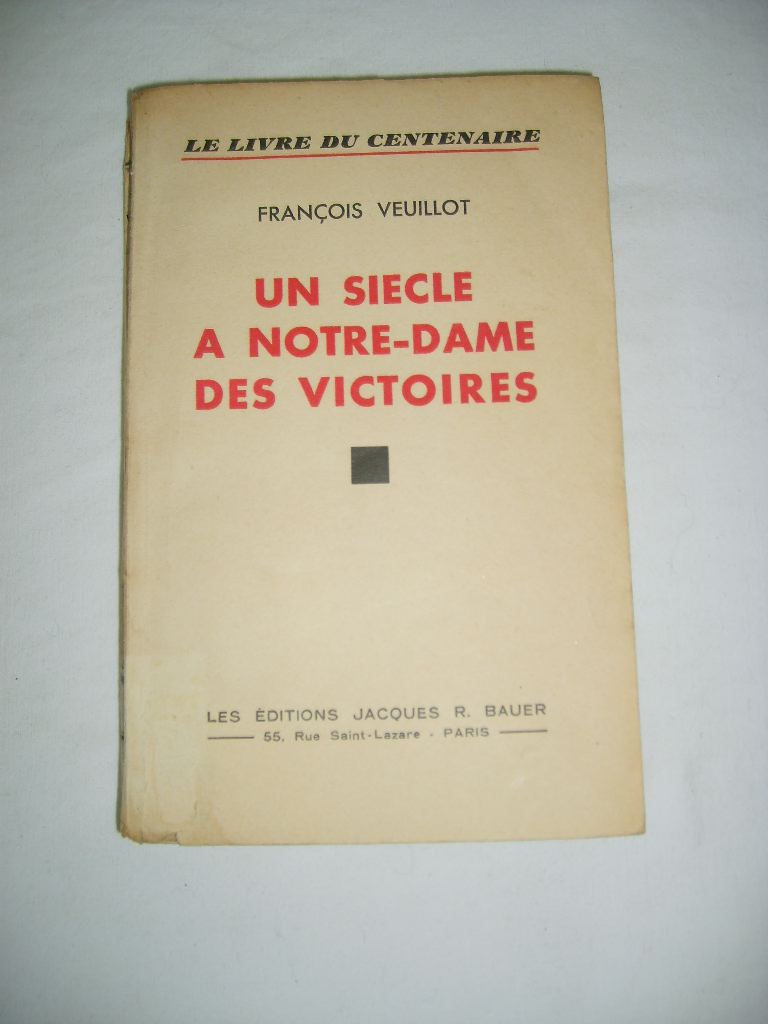 LE LIVRE DU CENTENAIRE
FRANÇOIS VEUILLOT
UN SIECLE
A NOTRE-DAME
DES VICTOIRES
LES ÉDITIONS JACQUES R. BAUER
55, Rue Saint-Lazare - PARIS